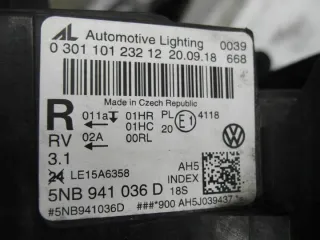 AL Automotive Lighting 0039
0 301 101 232 12 20.09.18 668
Made in Czech Republic
R 011a 01HR PL E1 4118
01HC 20
RV 02A 00RL
3.1
24 LE15A6358 AH5
INDEX
5NB 941 036 D 18S
#5NB941036D ###*900 AH5J039437